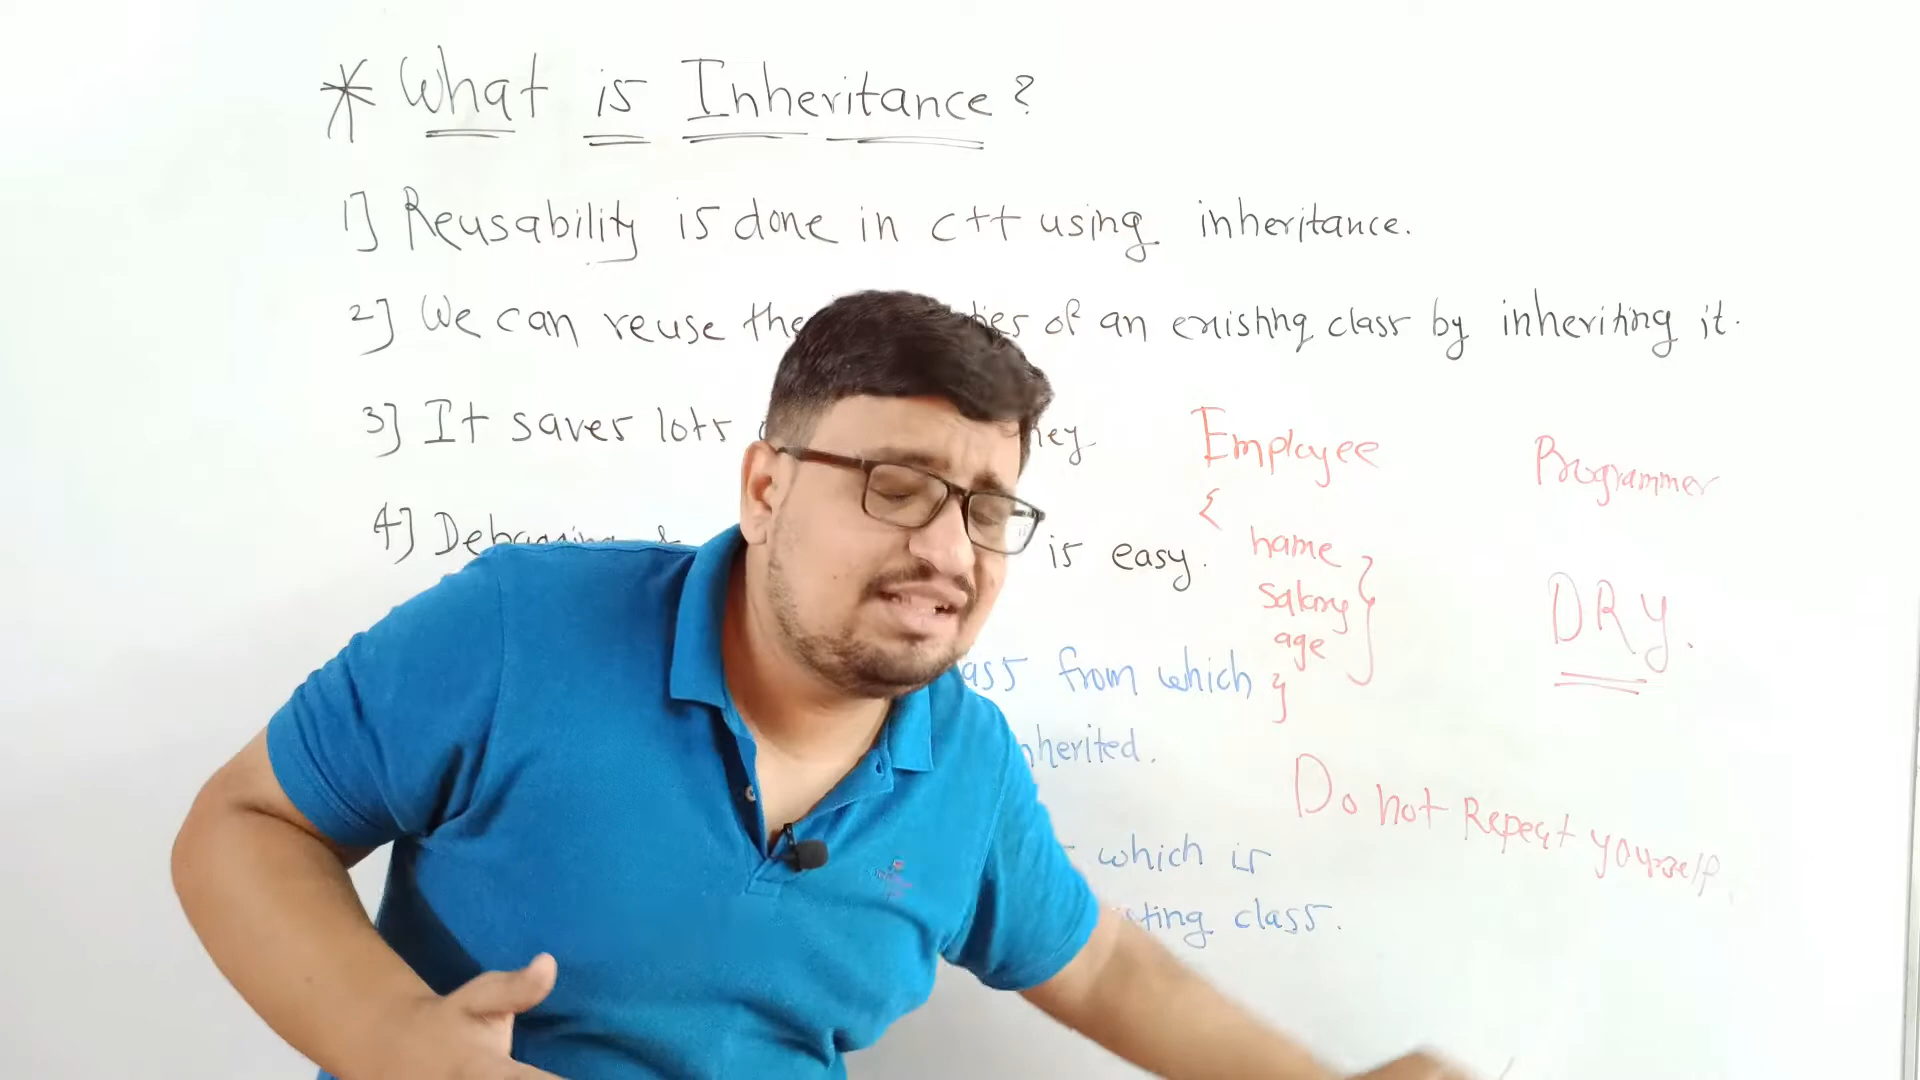 * What is Inheritance?
1] Reusability is done in c++ using inheritance.
2] We can reuse the of an existing class by inheriting it.
3] It saves lots
Employee
Programmer
{
4] is easy.
name
salary
age
}
DRY.
from which
Do not Repeat yourself.
which is
class.